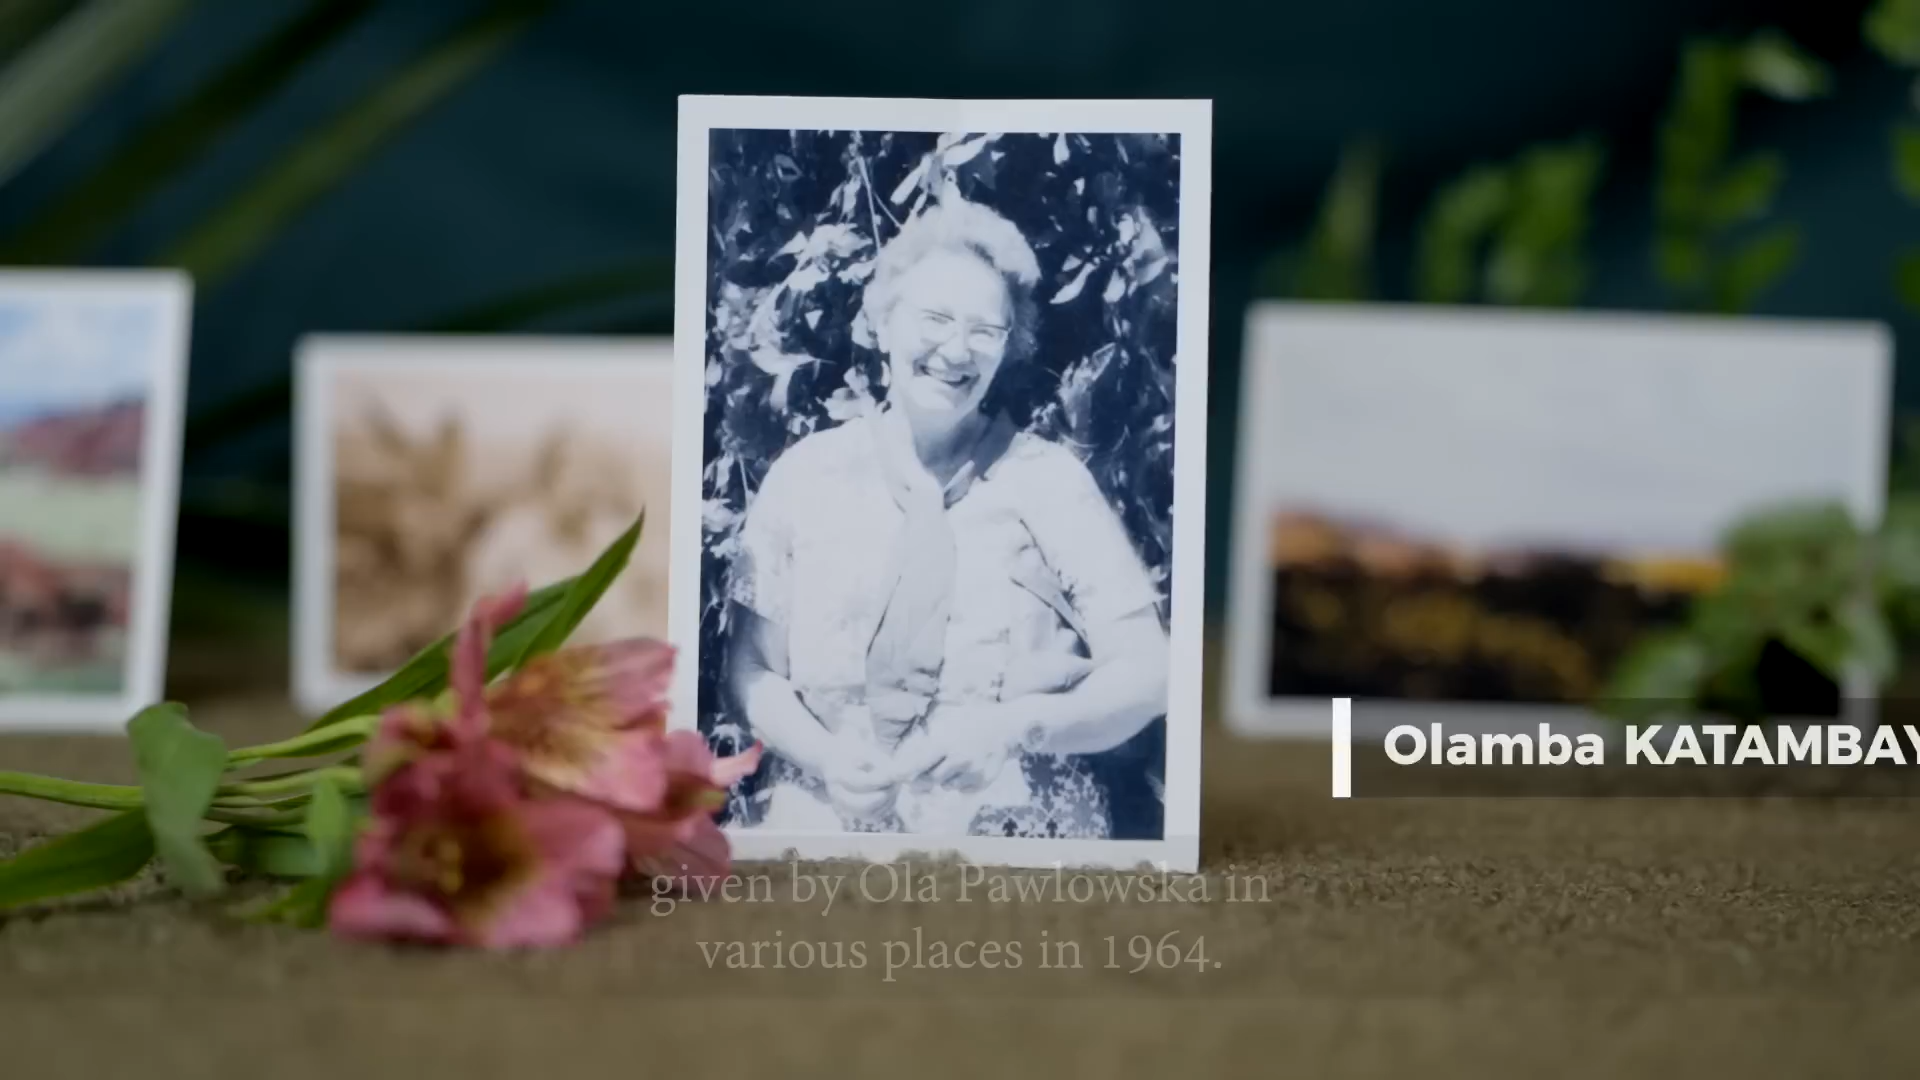 Olamba KATAMBAY
given by Ola Pawlowska in
various places in 1964.